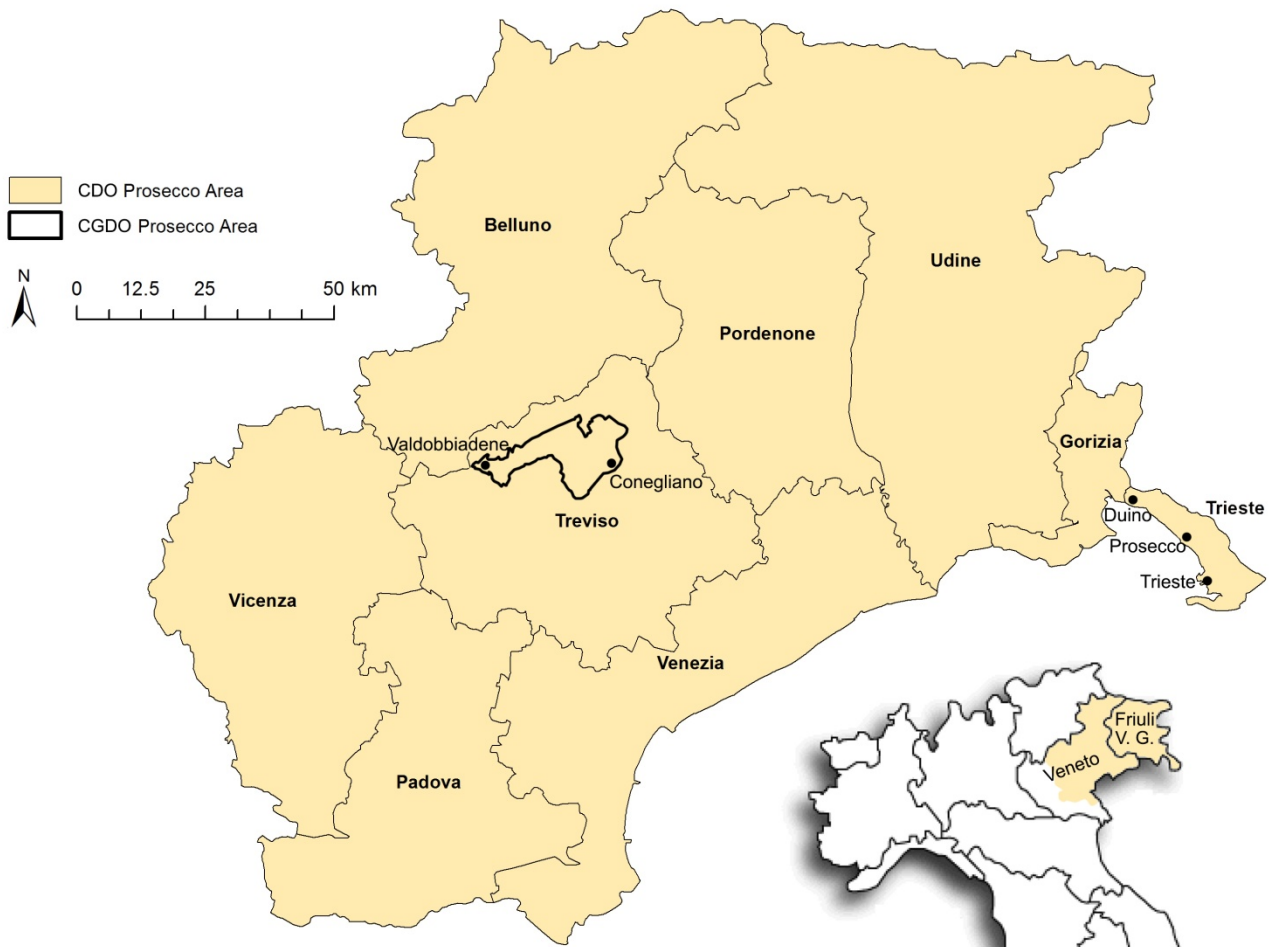 CDO Prosecco Area
CGDO Prosecco Area
N
0 12.5 25 50 km
Belluno
Udine
Pordenone
Valdobbiadene
Conegliano
Gorizia
Treviso
Duino
Trieste
Prosecco
Trieste
Vicenza
Venezia
Padova
Friuli
V. G.
Veneto